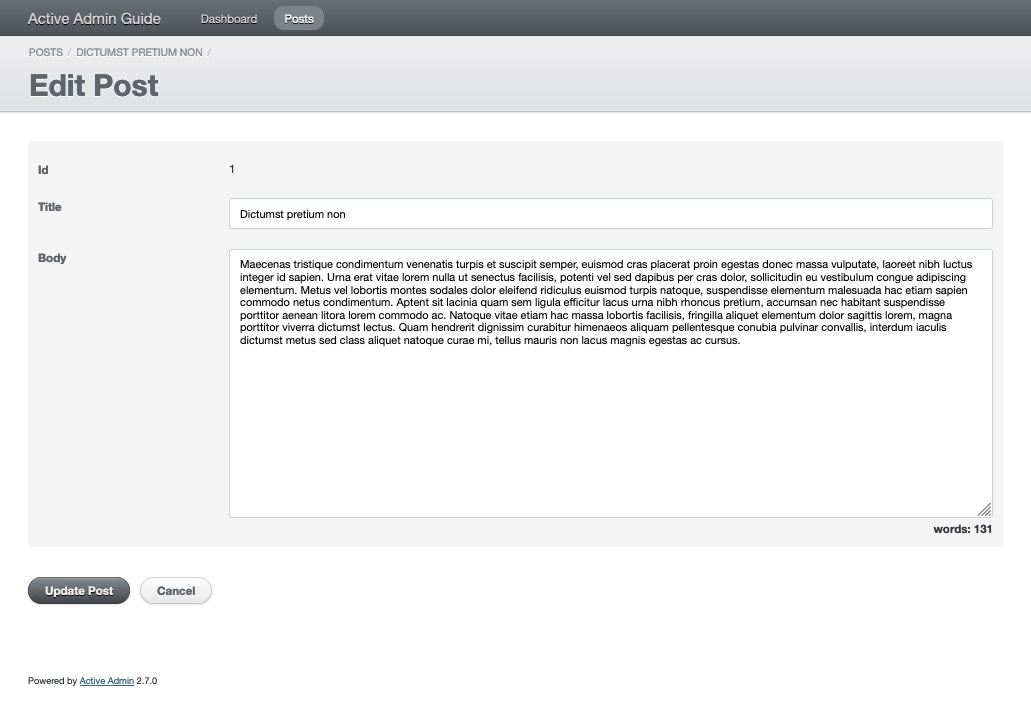 Active Admin Guide Dashboard Posts
POSTS / DICTUMST PRETIUM NON /
Edit Post
Id 1
Title Dictumst pretium non
Body
Maecenas tristique condimentum venenatis turpis et suscipit semper, euismod cras placerat proin egestas donec massa vulputate, laoreet nibh luctus
integer id sapien. Urna erat vitae lorem nulla ut senectus facilisis, potenti vel sed dapibus per cras dolor, sollicitudin eu vestibulum congue adipiscing
elementum. Metus vel lobortis montes sodales dolor eleifend ridiculus euismod turpis natoque, suspendisse elementum malesuada hac etiam sapien
commodo netus condimentum. Aptent sit lacinia quam sem ligula efficitur lacus urna nibh rhoncus pretium, accumsan nec habitant suspendisse
porttitor aenean litora lorem commodo ac. Natoque vitae etiam hac massa lobortis facilisis, fringilla aliquet elementum dolor sagittis lorem, magna
porttitor viverra dictumst lectus. Quam hendrerit dignissim curabitur himenaeos aliquam pellentesque conubia pulvinar convallis, interdum iaculis
dictumst metus sed class aliquet natoque curae mi, tellus mauris non lacus magnis egestas ac cursus.
words: 131
Update Post Cancel
Powered by Active Admin 2.7.0